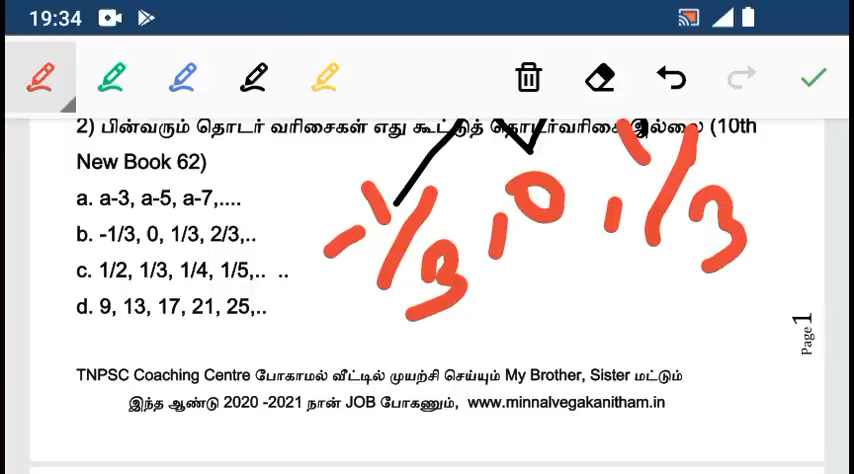 19:34
2) பின்வரும் தொடர் வரிசைகள் எது கூட்டுத் தொடர்வரிசை இல்லை (10th
New Book 62)
a. a-3, a-5, a-7,....
b. -1/3, 0, 1/3, 2/3,..
c. 1/2, 1/3, 1/4, 1/5,.. ..
d. 9, 13, 17, 21, 25,..
-1/3, 0, 1/3
Page 1
TNPSC Coaching Centre போகாமல் வீட்டில் முயற்சி செய்யும் My Brother, Sister மட்டும்
இந்த ஆண்டு 2020 -2021 நான் JOB போகணும், www.minnalvegakanitham.in